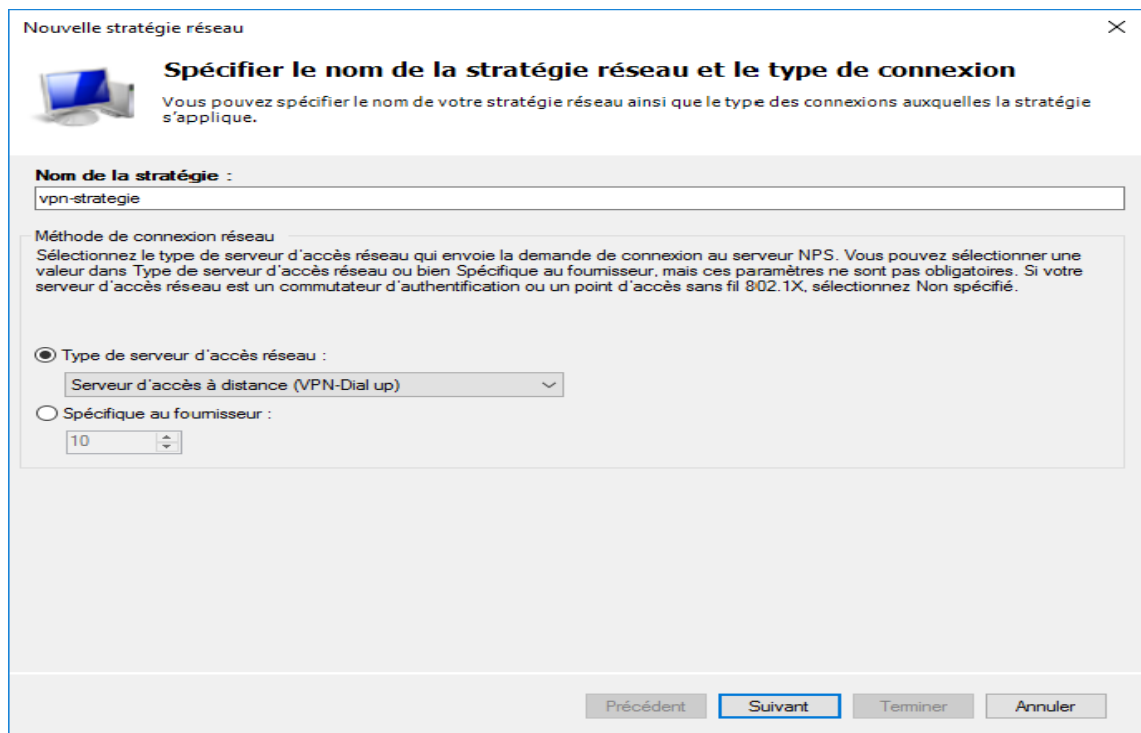 Nouvelle stratégie réseau
Spécifier le nom de la stratégie réseau et le type de connexion
Vous pouvez spécifier le nom de votre stratégie réseau ainsi que le type des connexions auxquelles la stratégie
s'applique.
Nom de la stratégie :
vpn-strategie
Méthode de connexion réseau
Sélectionnez le type de serveur d'accès réseau qui envoie la demande de connexion au serveur NPS. Vous pouvez sélectionner une
valeur dans Type de serveur d'accès réseau ou bien Spécifique au fournisseur, mais ces paramètres ne sont pas obligatoires. Si votre
serveur d'accès réseau est un commutateur d'authentification ou un point d'accès sans fil 802.1X, sélectionnez Non spécifié.
Type de serveur d'accès réseau :
Serveur d'accès à distance (VPN-Dial up)
Spécifique au fournisseur :
10
Précédent Suivant Terminer Annuler